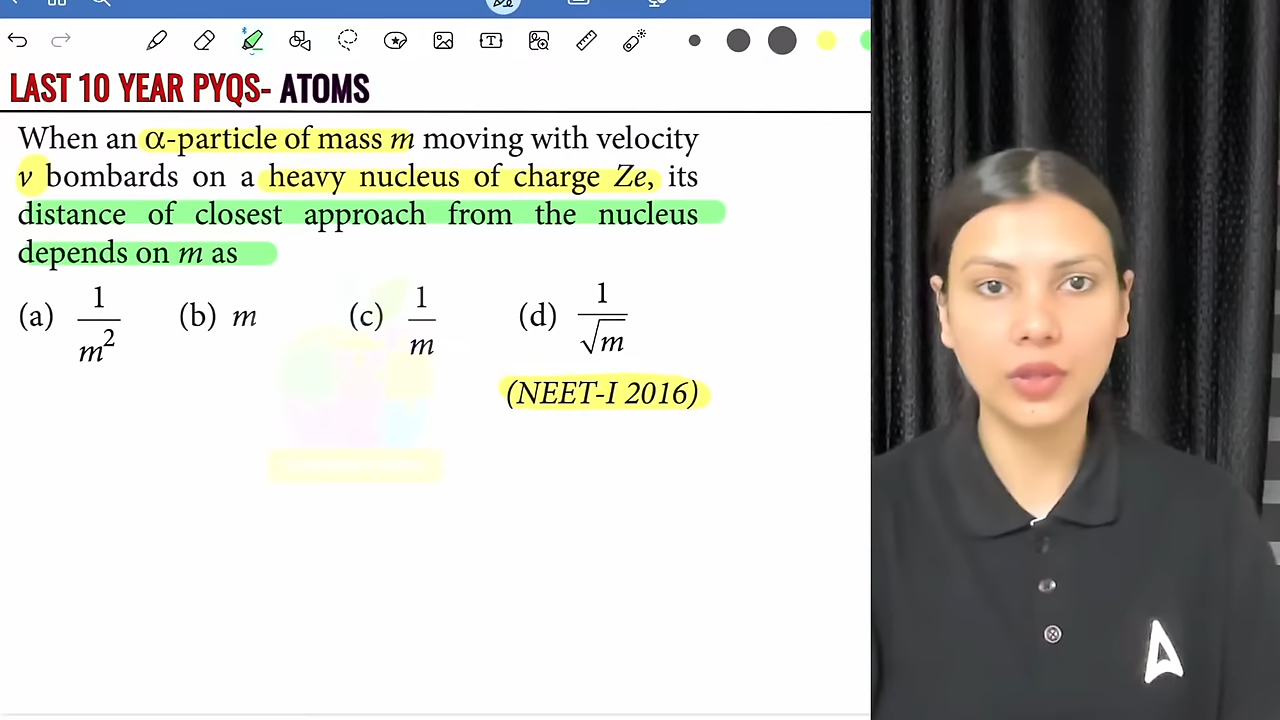 LAST 10 YEAR PYQS- ATOMS
When an α-particle of mass m moving with velocity
v bombards on a heavy nucleus of charge Ze, its
distance of closest approach from the nucleus
depends on m as
(a) 1/m² (b) m (c) 1/m (d) 1/√m
(NEET-I 2016)